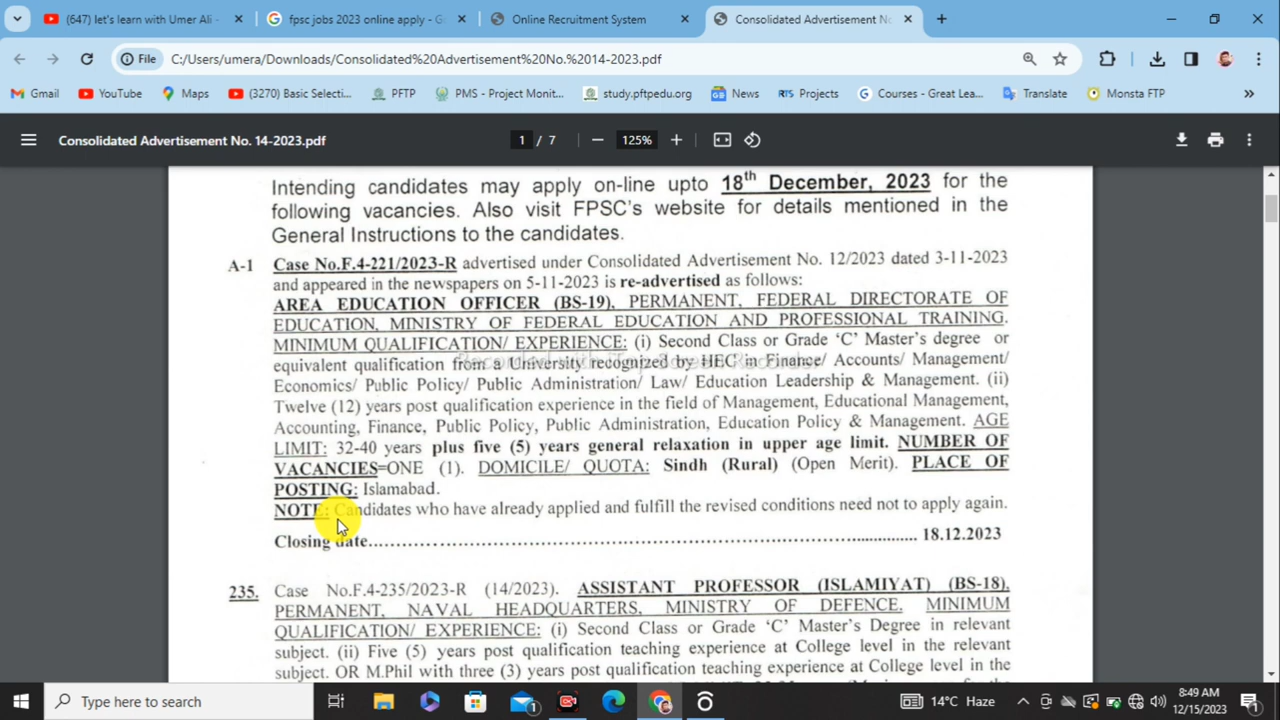 (647) let's learn with Umer Ali -
fpsc jobs 2023 online apply - Go
Online Recruitment System
Consolidated Advertisement No
File
C:/Users/umera/Downloads/Consolidated%20Advertisement%20No.%2014-2023.pdf
Gmail
YouTube
Maps
(3270) Basic Selecti...
PFTP
PMS - Project Monit...
study.pftpedu.org
News
RTS Projects
Courses - Great Lea...
Translate
Monsta FTP
Consolidated Advertisement No. 14-2023.pdf
1 / 7
125%
Intending candidates may apply on-line upto 18th December, 2023 for the
following vacancies. Also visit FPSC's website for details mentioned in the
General Instructions to the candidates.
A-1 Case No.F.4-221/2023-R advertised under Consolidated Advertisement No. 12/2023 dated 3-11-2023
and appeared in the newspapers on 5-11-2023 is re-advertised as follows:
AREA EDUCATION OFFICER (BS-19), PERMANENT, FEDERAL DIRECTORATE OF
EDUCATION, MINISTRY OF FEDERAL EDUCATION AND PROFESSIONAL TRAINING.
MINIMUM QUALIFICATION/ EXPERIENCE: (i) Second Class or Grade 'C' Master's degree or
equivalent qualification from a University recognized by HEC in Finance/ Accounts/ Management/
Economics/ Public Policy/ Public Administration/ Law/ Education Leadership & Management. (ii)
Twelve (12) years post qualification experience in the field of Management, Educational Management,
Accounting, Finance, Public Policy, Public Administration, Education Policy & Management. AGE
LIMIT: 32-40 years plus five (5) years general relaxation in upper age limit. NUMBER OF
VACANCIES=ONE (1). DOMICILE/ QUOTA: Sindh (Rural) (Open Merit). PLACE OF
POSTING: Islamabad.
NOTE: Candidates who have already applied and fulfill the revised conditions need not to apply again.
Closing date.......................................................................................................... 18.12.2023
235. Case No.F.4-235/2023-R (14/2023). ASSISTANT PROFESSOR (ISLAMIYAT) (BS-18),
PERMANENT, NAVAL HEADQUARTERS, MINISTRY OF DEFENCE. MINIMUM
QUALIFICATION/ EXPERIENCE: (i) Second Class or Grade 'C' Master's Degree in relevant
subject. (ii) Five (5) years post qualification teaching experience at College level in the relevant
subject. OR M.Phil with three (3) years post qualification teaching experience at College level in the
Type here to search
14°C Haze
8:49 AM
12/15/2023